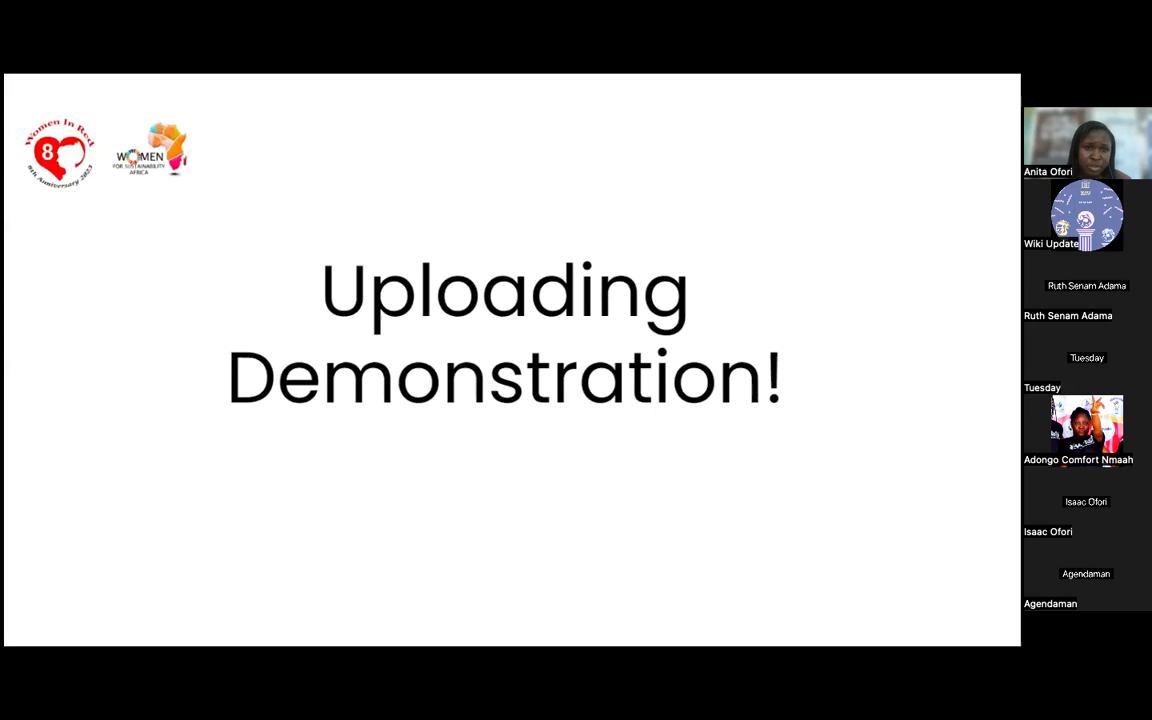 Women In Red
8
8th Anniversary 2023
WOMEN
FOR SUSTAINABILITY
AFRICA
Uploading
Demonstration!
Anita Ofori
Wiki Update
Ruth Senam Adama
Ruth Senam Adama
Tuesday
Tuesday
Adongo Comfort Nmaah
Isaac Ofori
Isaac Ofori
Agendaman
Agendaman